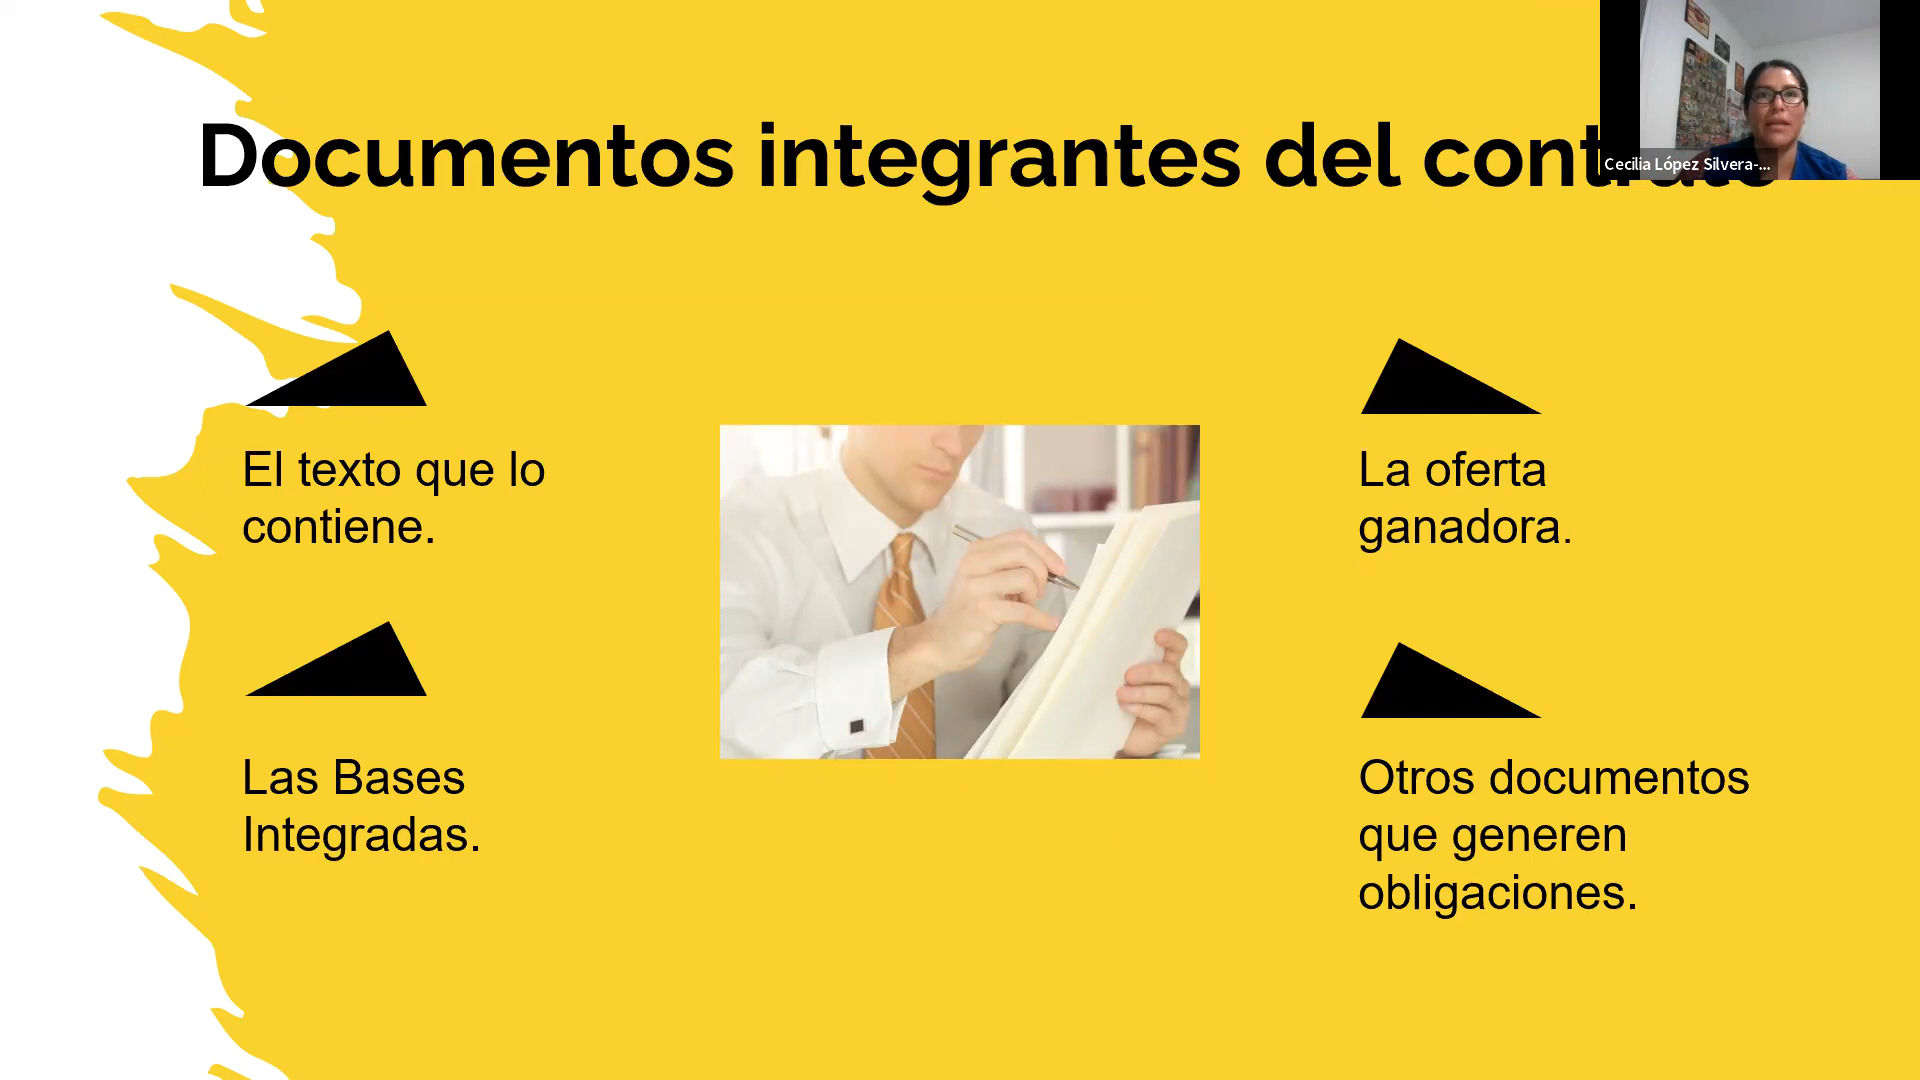 Documentos integrantes del contrato
Cecilia López Silvera-...
El texto que lo
contiene.
La oferta
ganadora.
Las Bases
Integradas.
Otros documentos
que generen
obligaciones.